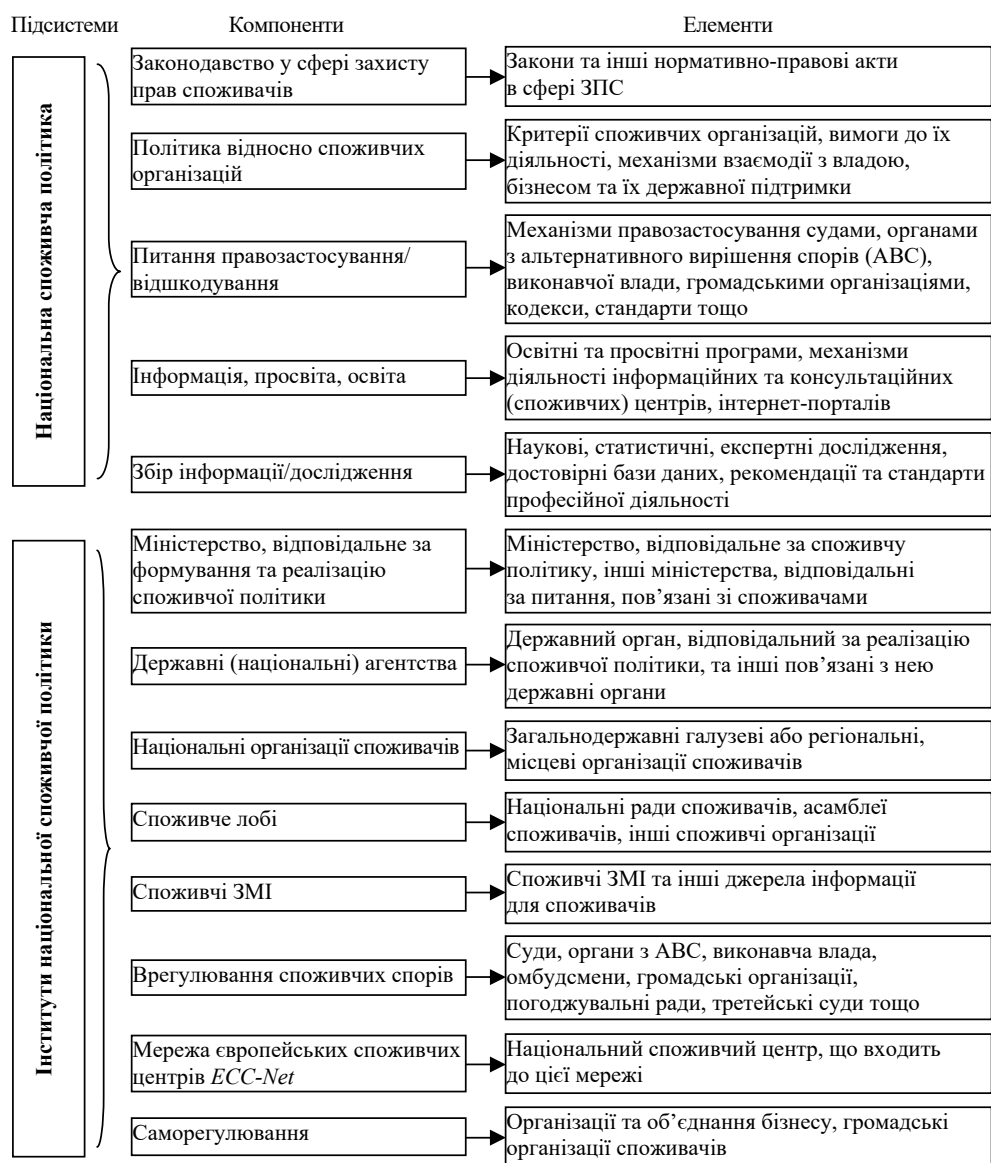 Підсистеми Компоненти Елементи
Національна споживча політика
Законодавство у сфері захисту
прав споживачів
Закони та інші нормативно-правові акти
в сфері ЗПС
Політика відносно споживчих
організацій
Критерії споживчих організацій, вимоги до їх
діяльності, механізми взаємодії з владою,
бізнесом та їх державної підтримки
Питання правозастосування/
відшкодування
Механізми правозастосування судами, органами
з альтернативного вирішення спорів (АВС),
виконавчої влади, громадськими організаціями,
кодекси, стандарти тощо
Інформація, просвіта, освіта
Освітні та просвітні програми, механізми
діяльності інформаційних та консультаційних
(споживчих) центрів, інтернет-порталів
Збір інформації/дослідження
Наукові, статистичні, експертні дослідження,
достовірні бази даних, рекомендації та стандарти
професійної діяльності
Інститути національної споживчої політики
Міністерство, відповідальне за
формування та реалізацію
споживчої політики
Міністерство, відповідальне за споживчу
політику, інші міністерства, відповідальні
за питання, пов’язані зі споживачами
Державні (національні) агентства
Державний орган, відповідальний за реалізацію
споживчої політики, та інші пов’язані з нею
державні органи
Національні організації споживачів
Загальнодержавні галузеві або регіональні,
місцеві організації споживачів
Споживче лобі
Національні ради споживачів, асамблеї
споживачів, інші споживчі організації
Споживчі ЗМІ
Споживчі ЗМІ та інші джерела інформації
для споживачів
Врегулювання споживчих спорів
Суди, органи з АВС, виконавча влада,
омбудсмени, громадські організації,
погоджувальні ради, третейські суди тощо
Мережа європейських споживчих
центрів ECC-Net
Національний споживчий центр, що входить
до цієї мережі
Саморегулювання
Організації та об’єднання бізнесу, громадські
організації споживачів